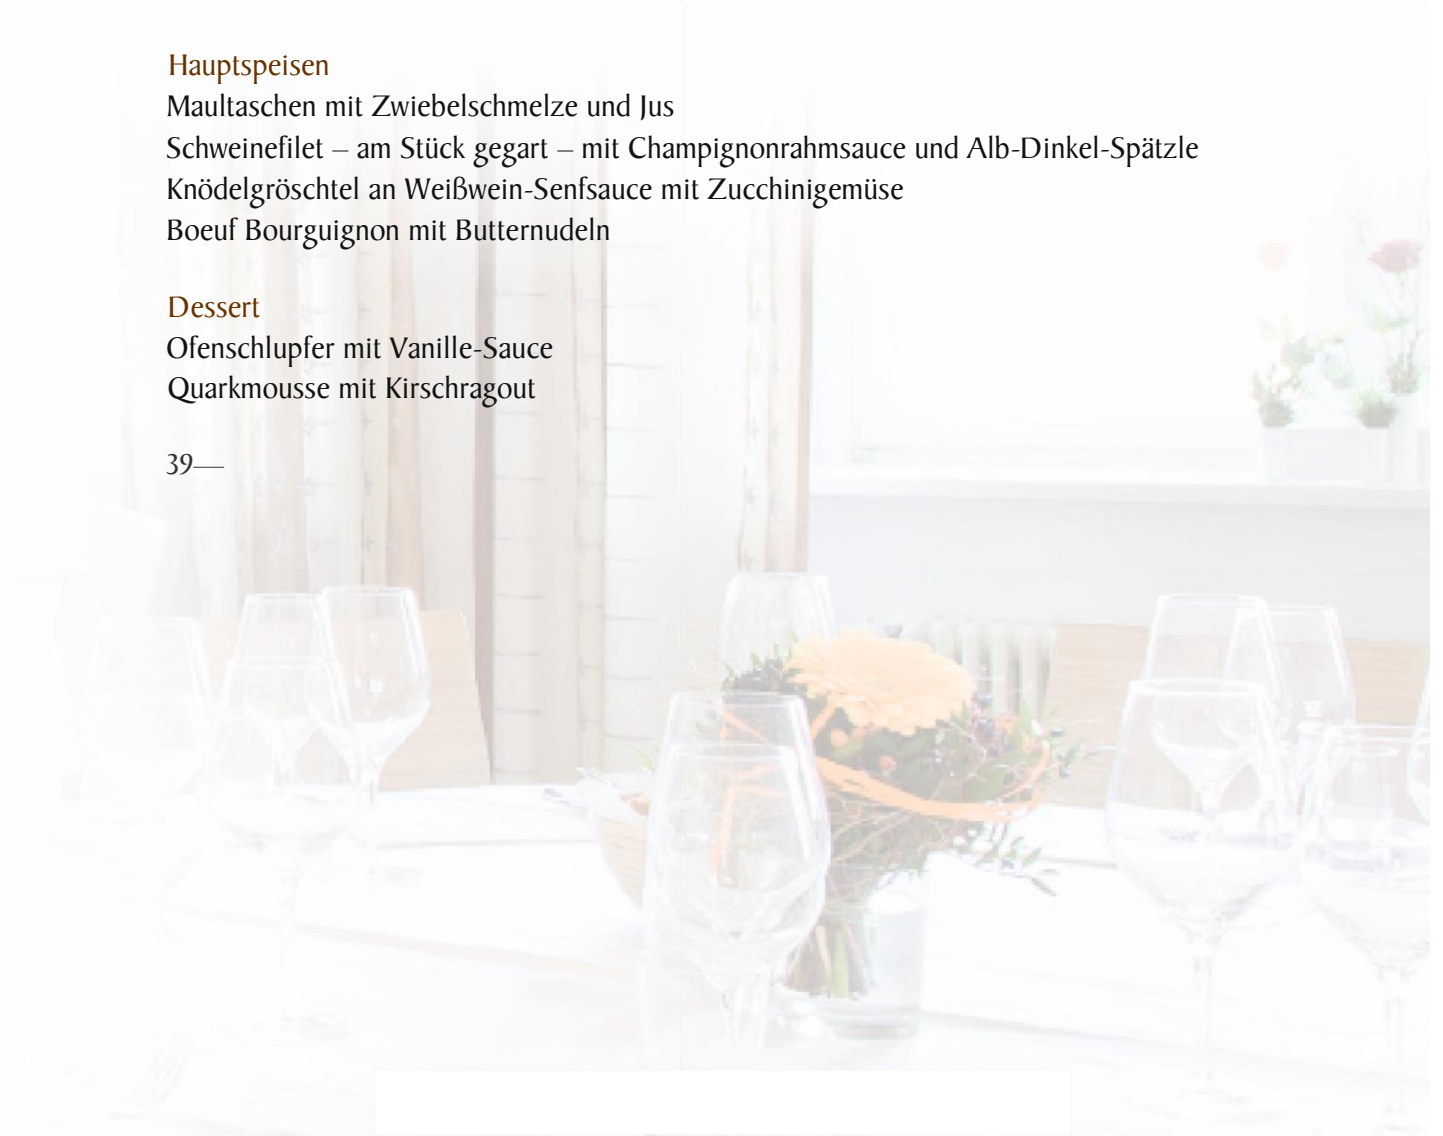 Hauptspeisen
Maultaschen mit Zwiebelschmelze und Jus
Schweinefilet – am Stück gegart – mit Champignonrahmsauce und Alb-Dinkel-Spätzle
Knödelgröschtel an Weißwein-Senfsauce mit Zucchinigemüse
Boeuf Bourguignon mit Butternudeln
Dessert
Ofenschlupfer mit Vanille-Sauce
Quarkmousse mit Kirschragout
39—